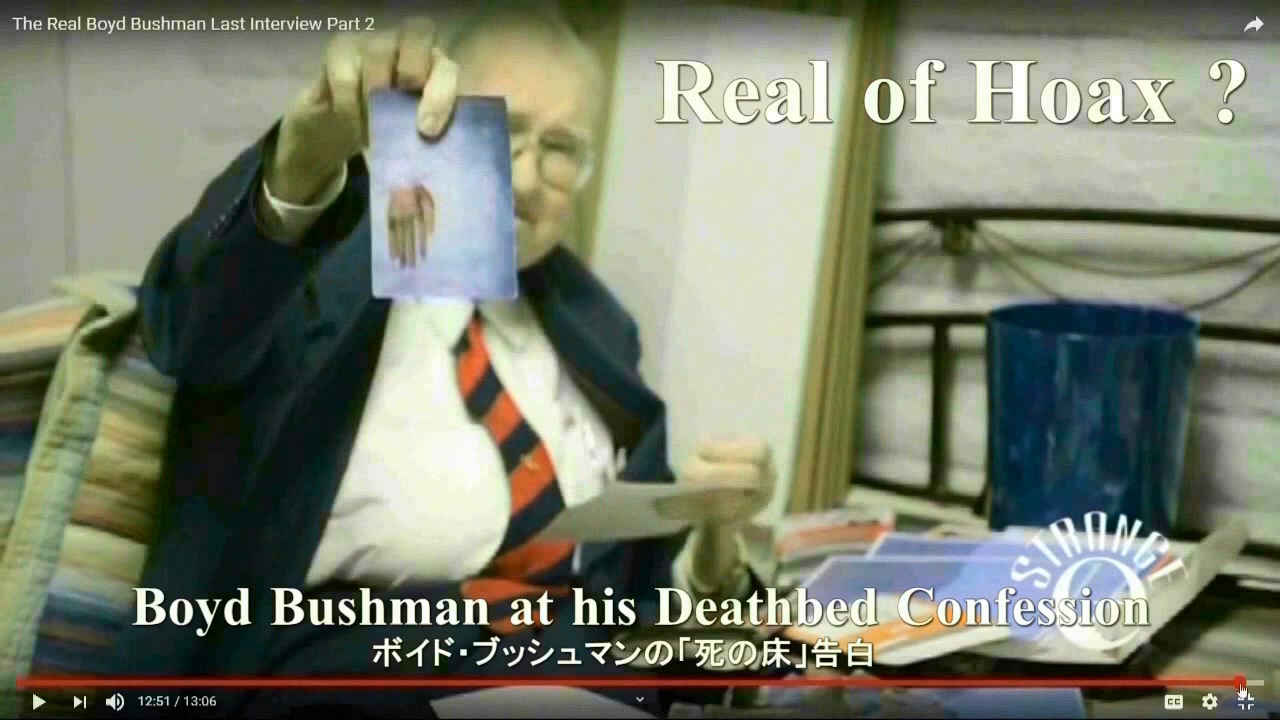 The Real Boyd Bushman Last Interview Part 2
Real of Hoax ?
STRANGE
Boyd Bushman at his Deathbed Confession
ボイド・ブッシュマンの「死の床」告白
12:51 / 13:06
CC